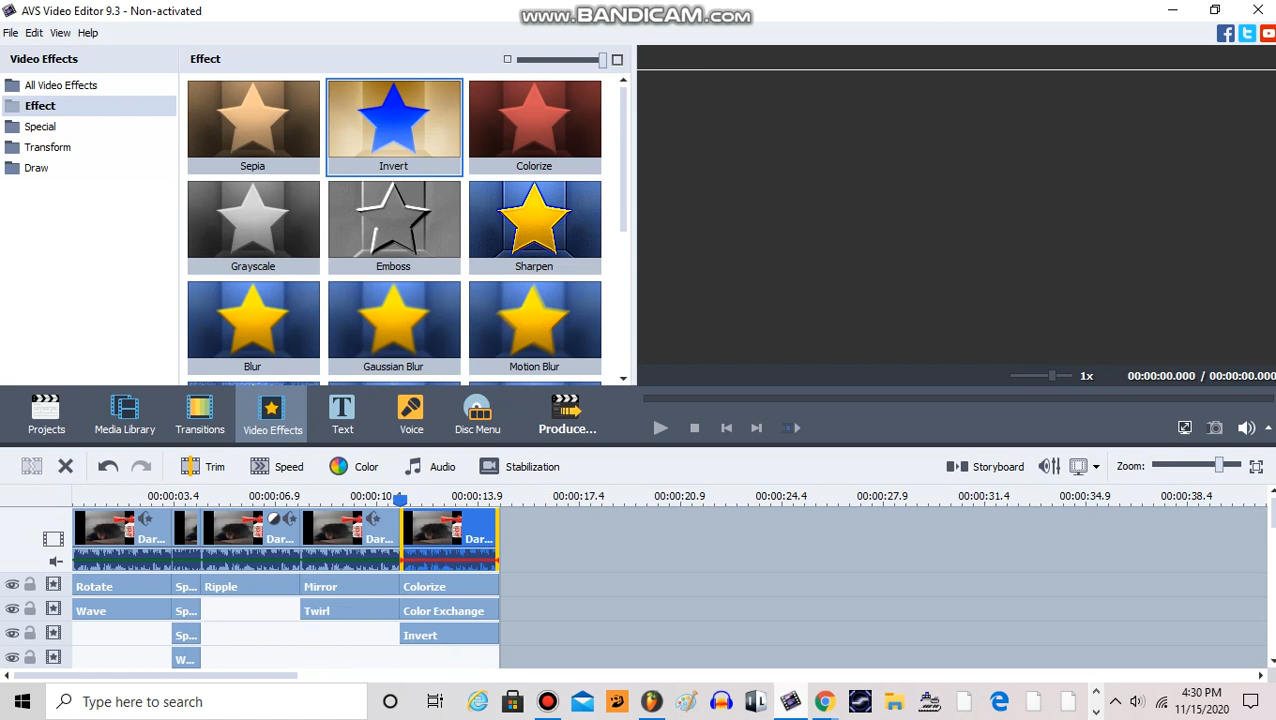 AVS Video Editor 9.3 - Non-activated
www.BANDICAM.com
File Edit View Help
Video Effects
Effect
All Video Effects
Effect
Special
Transform
Draw
Sepia
Invert
Colorize
Grayscale
Emboss
Sharpen
Blur
Gaussian Blur
Motion Blur
1x
00:00:00.000 / 00:00:00.000
Projects
Media Library
Transitions
Video Effects
Text
Voice
Disc Menu
Produce...
Trim
Speed
Color
Audio
Stabilization
Storyboard
Zoom:
00:00:03.4 00:00:06.9 00:00:10.4 00:00:13.9 00:00:17.4 00:00:20.9 00:00:24.4 00:00:27.9 00:00:31.4 00:00:34.9 00:00:38.4
Dar... Dar... Dar... Dar...
Rotate Sp... Ripple Mirror Colorize
Wave Sp... Twirl Color Exchange
Sp... Invert
W...
Type here to search
4:30 PM
11/15/2020